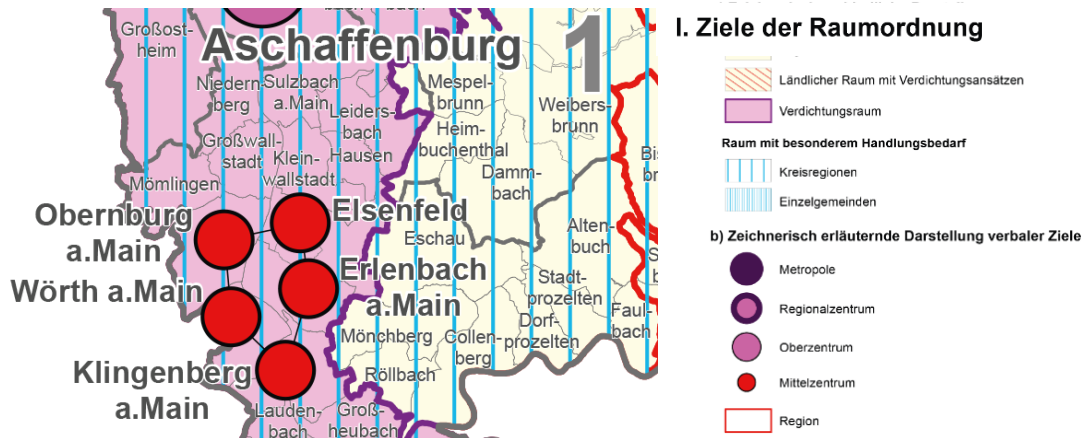 Großost-
heim
Aschaffenburg
1
Niedern-
berg
Sulzbach
a.Main
Mespel-
brunn
Leiders-
bach
Weibers-
brunn
Großwall-
stadt
Klein-
wallstadt
Hausen
Heim-
buchenthal
Mömlingen
Damm-
bach
Obernburg
a.Main
Elsenfeld
Eschau
Alten-
buch
Wörth a.Main
Erlenbach
a.Main
Stadt-
prozelten
Mönchberg
Collen-
berg
Dorf-
prozelten
Faul-
bach
Klingenberg
a.Main
Röllbach
Lauden-
bach
Groß-
heubach
I. Ziele der Raumordnung
Ländlicher Raum mit Verdichtungsansätzen
Verdichtungsraum
Raum mit besonderem Handlungsbedarf
Kreisregionen
Einzelgemeinden
b) Zeichnerisch erläuternde Darstellung verbaler Ziele
Metropole
Regionalzentrum
Oberzentrum
Mittelzentrum
Region